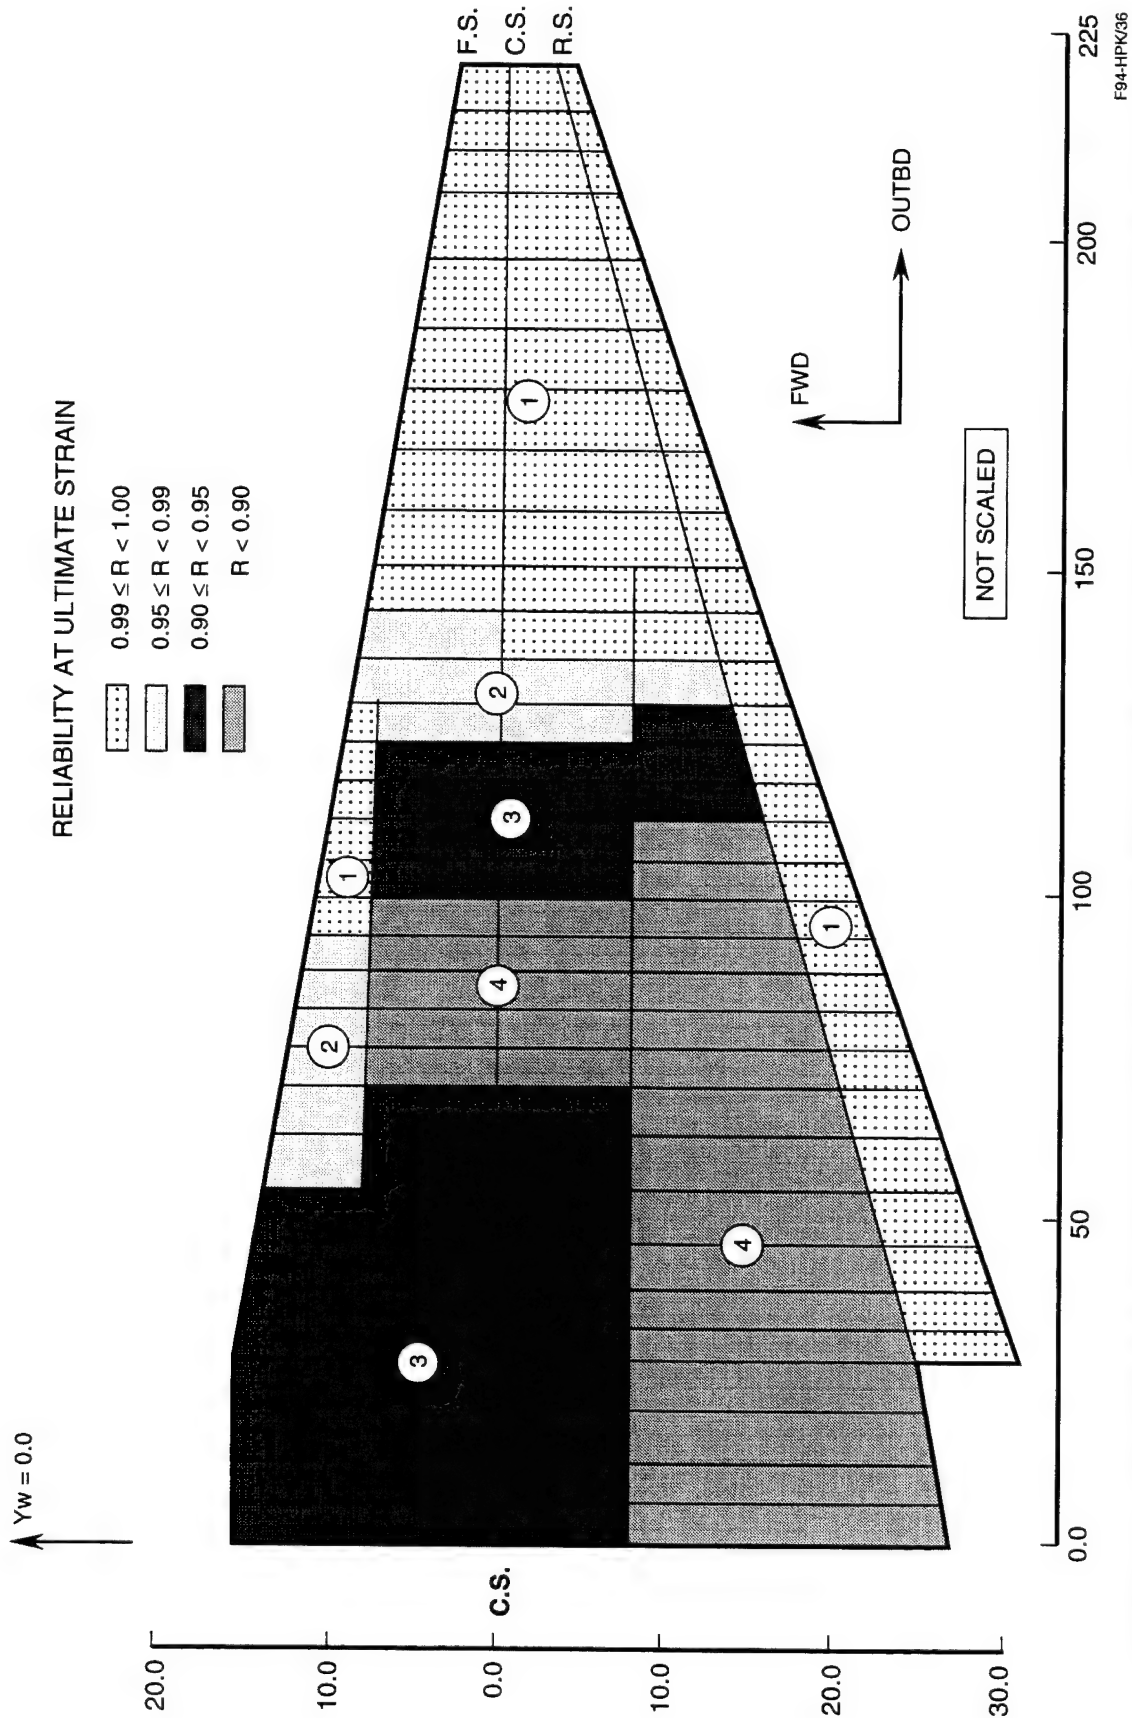 RELIABILITY AT ULTIMATE STRAIN
0.99 ≤ R < 1.00
0.95 ≤ R < 0.99
0.90 ≤ R < 0.95
R < 0.90
Yw = 0.0
F.S.
C.S.
R.S.
1
2
3
1
2
4
3
4
1
C.S.
FWD
OUTBD
NOT SCALED
20.0
10.0
0.0
10.0
20.0
30.0
0.0
50
100
150
200
225
F94-HPK/36